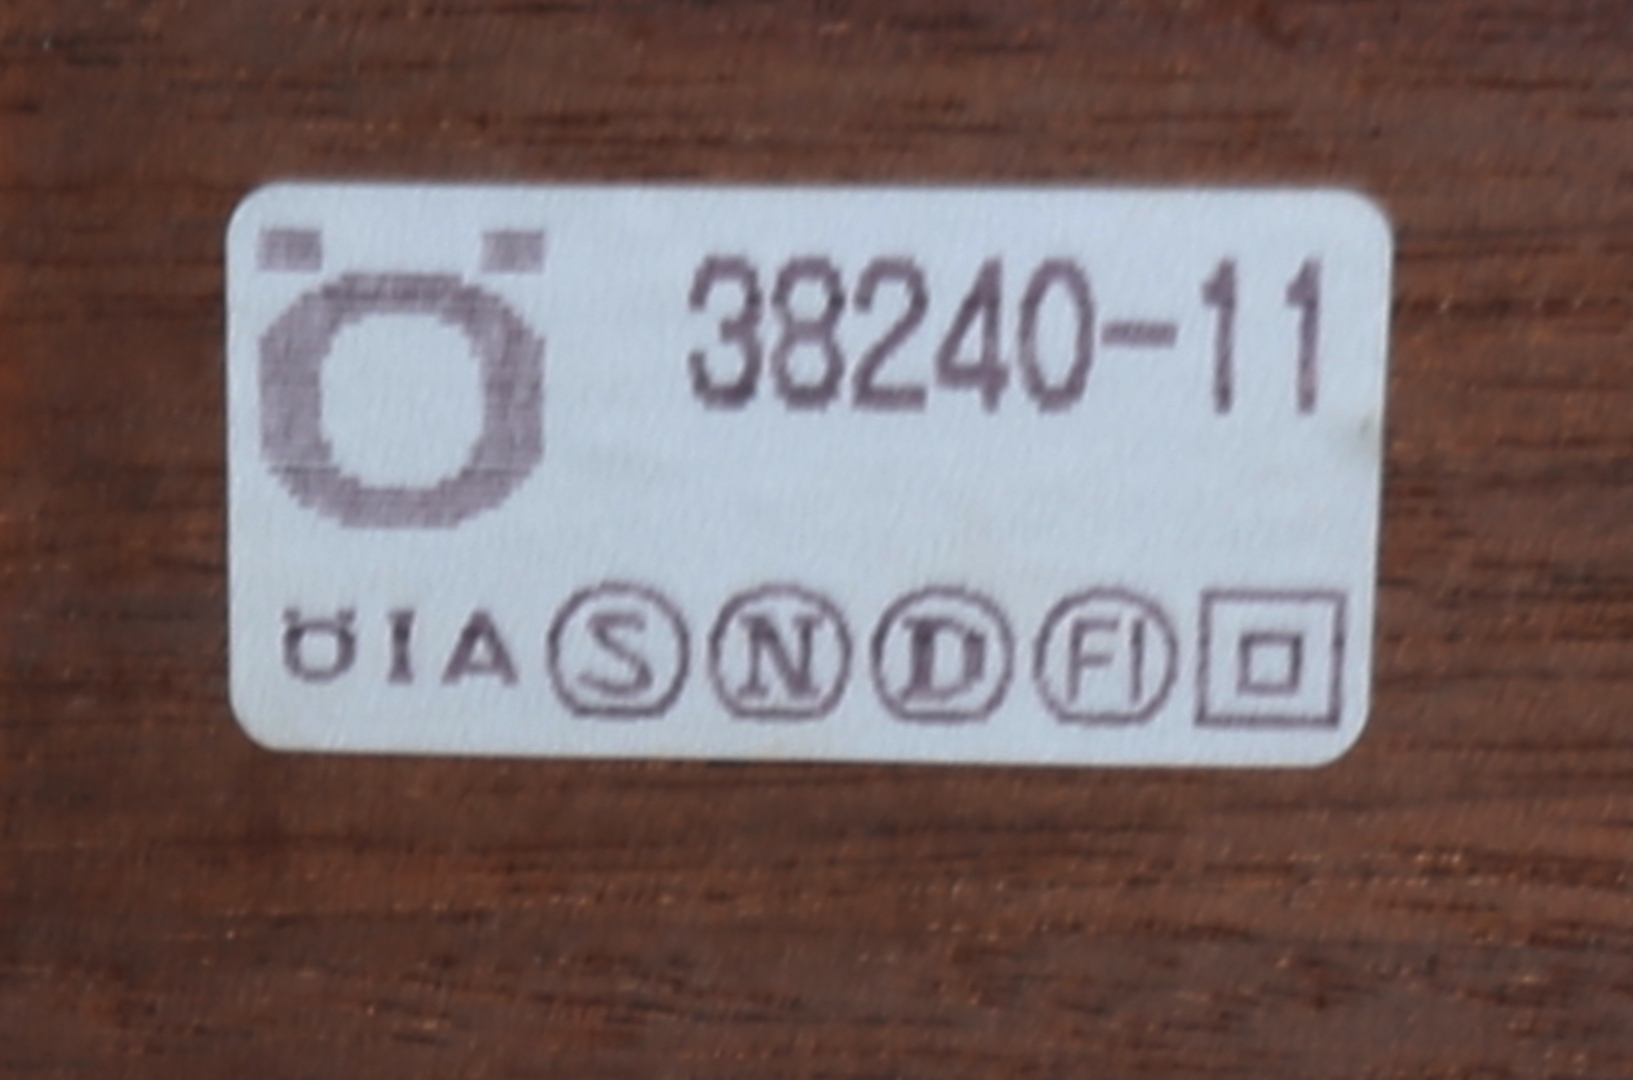 Ö 38240-11
ÖIA S N D FI